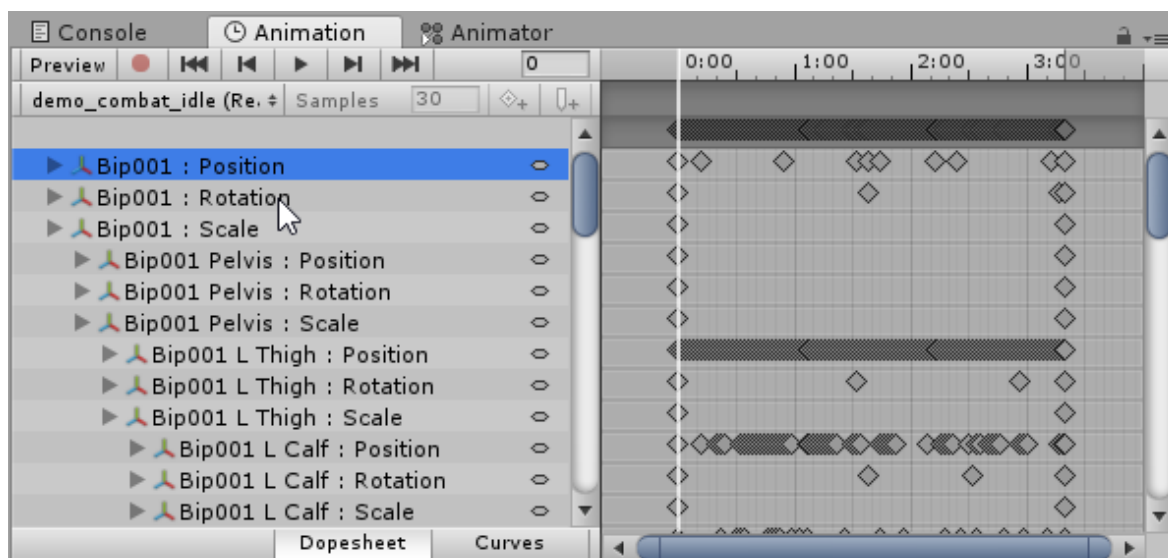 Console Animation Animator
Preview 0 0:00 1:00 2:00 3:00
demo_combat_idle (Re. Samples 30
Bip001 : Position
Bip001 : Rotation
Bip001 : Scale
Bip001 Pelvis : Position
Bip001 Pelvis : Rotation
Bip001 Pelvis : Scale
Bip001 L Thigh : Position
Bip001 L Thigh : Rotation
Bip001 L Thigh : Scale
Bip001 L Calf : Position
Bip001 L Calf : Rotation
Bip001 L Calf : Scale
Dopesheet Curves